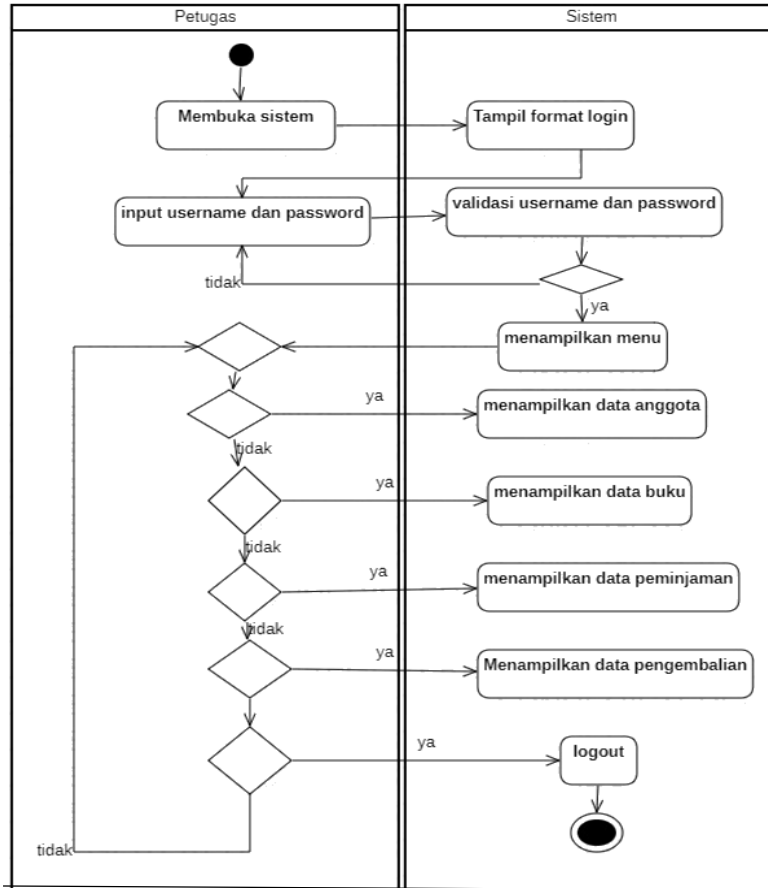 Petugas
Sistem
Membuka sistem
Tampil format login
input username dan password
validasi username dan password
tidak
ya
menampilkan menu
ya
menampilkan data anggota
tidak
ya
menampilkan data buku
tidak
ya
menampilkan data peminjaman
tidak
ya
Menampilkan data pengembalian
ya
logout
tidak